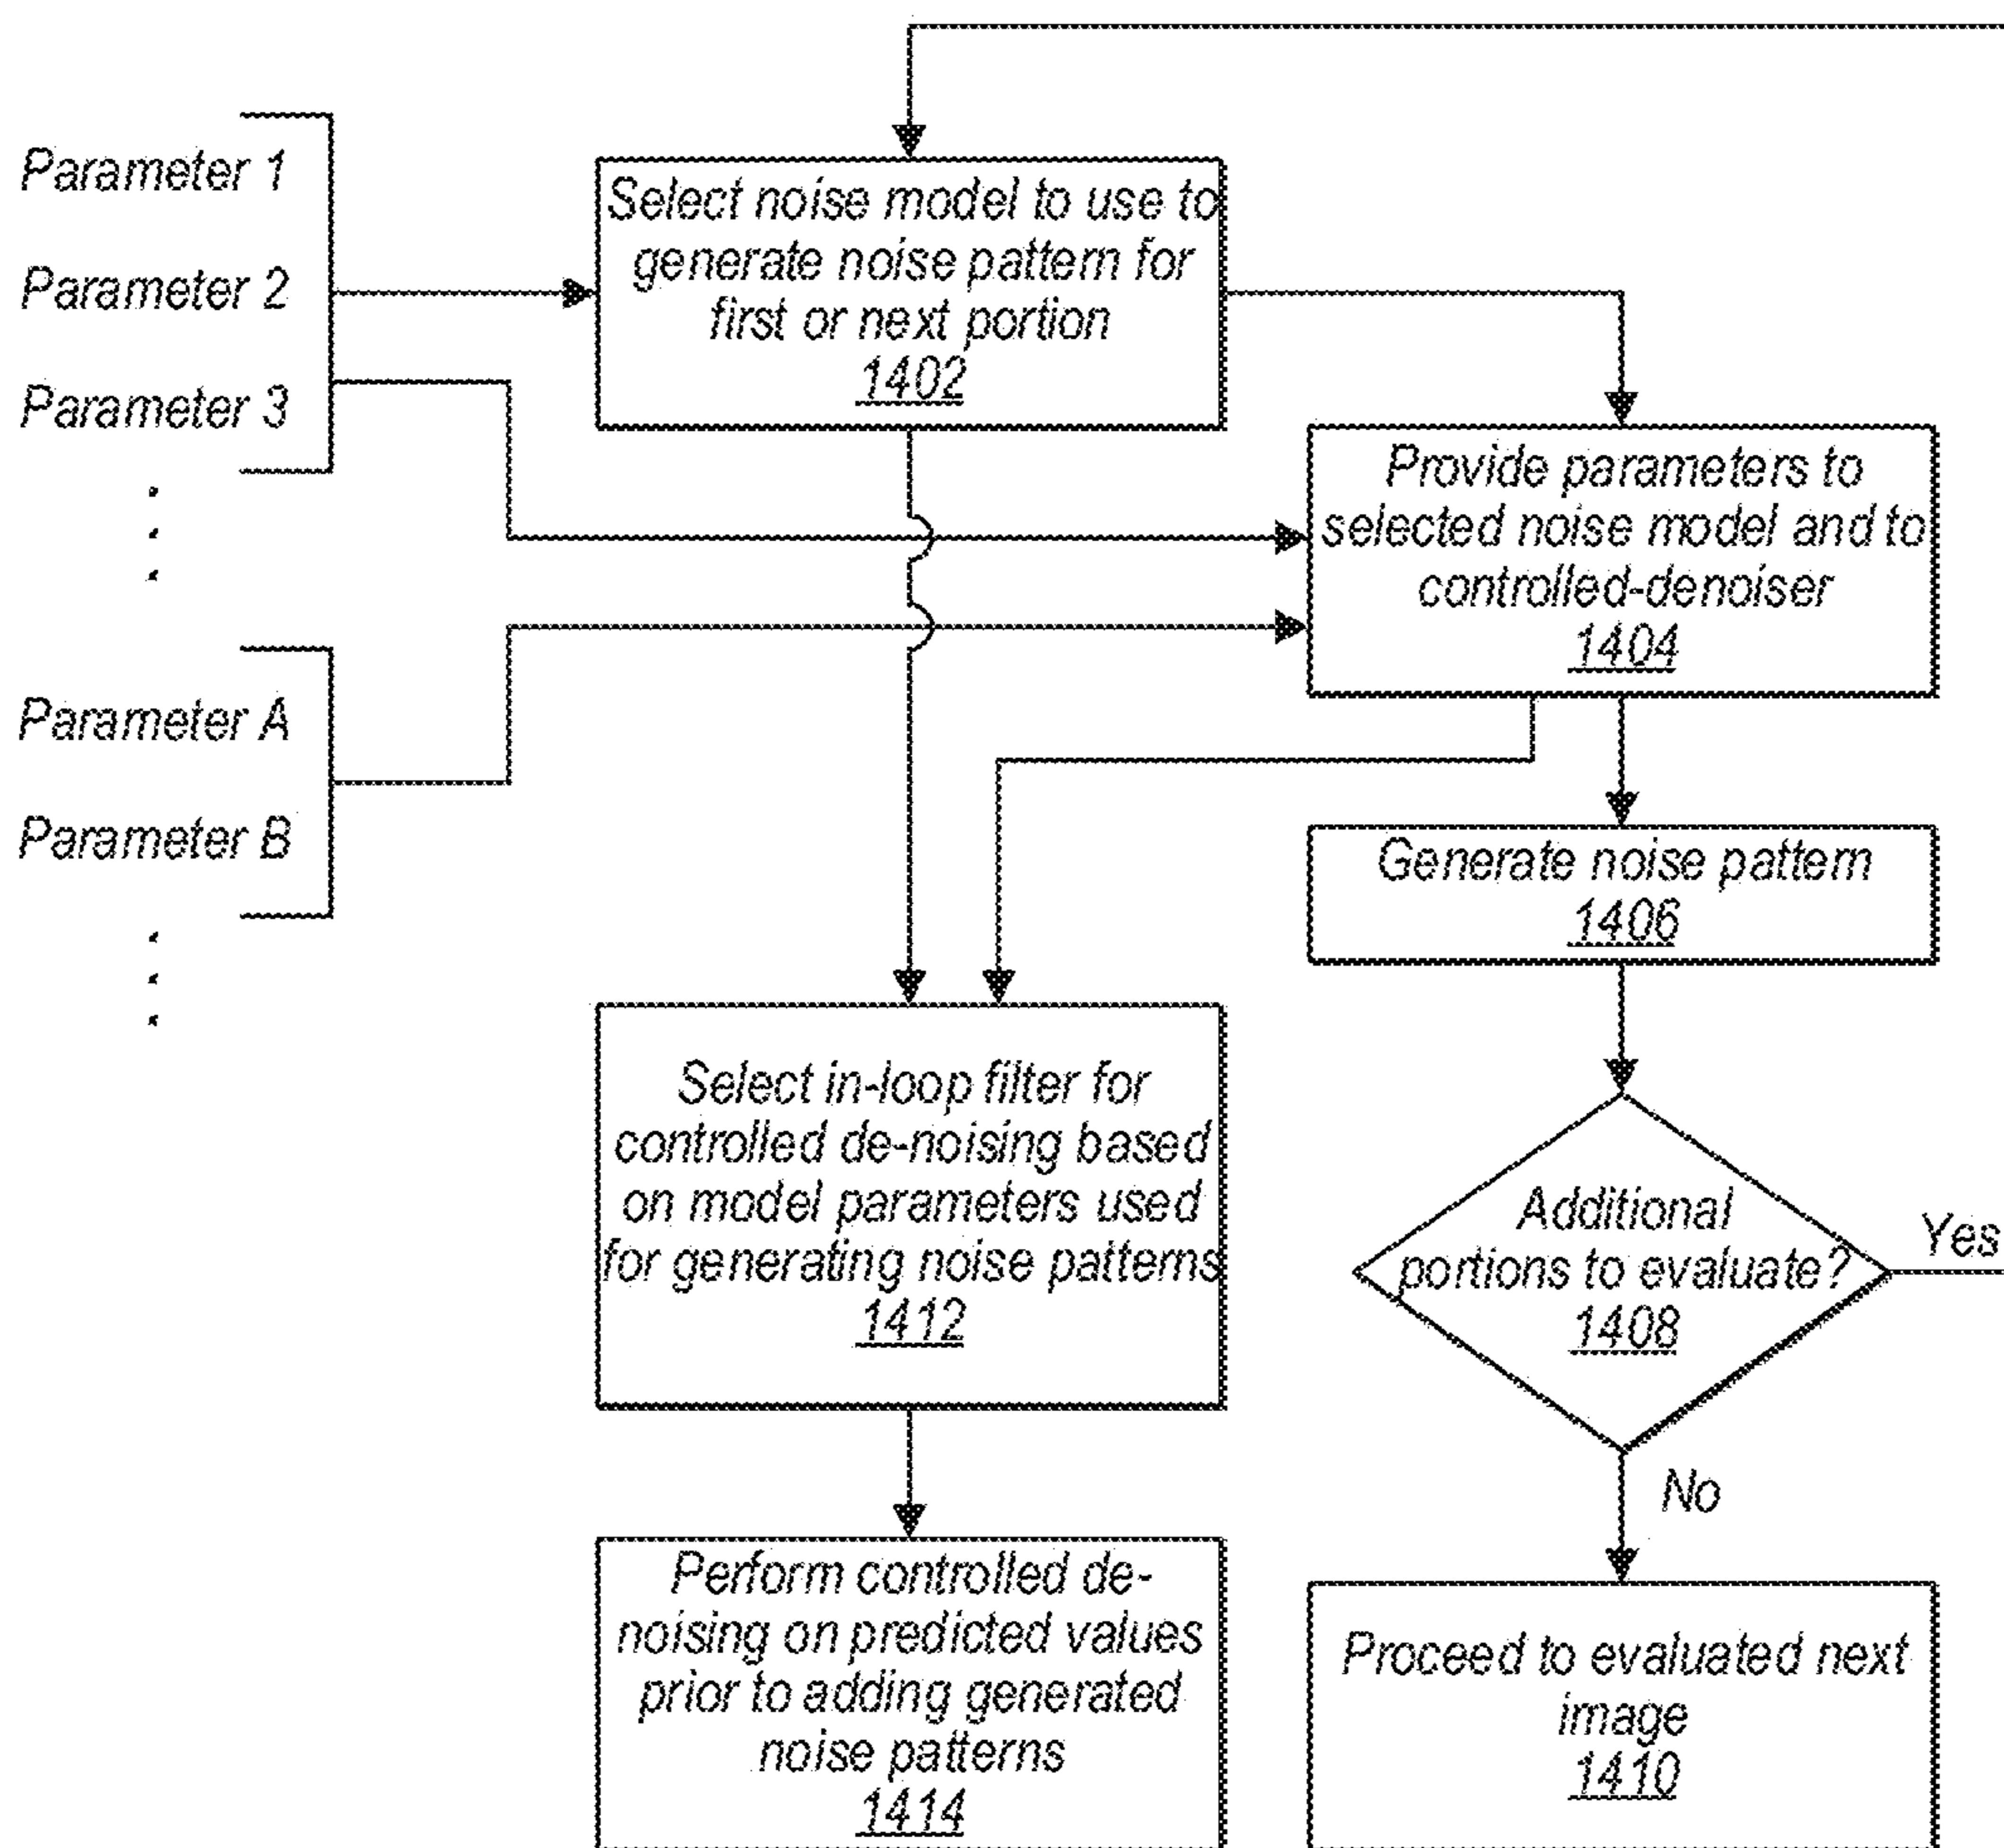 Parameter 1
Parameter 2
Parameter 3
Parameter A
Parameter B
Select noise model to use to
generate noise pattern for
first or next portion
1402
Provide parameters to
selected noise model and to
controlled-denoiser
1404
Generate noise pattern
1406
Additional
portions to evaluate?
1408
Yes
No
Proceed to evaluated next
image
1410
Select in-loop filter for
controlled de-noising based
on model parameters used
for generating noise patterns
1412
Perform controlled de-
noising on predicted values
prior to adding generated
noise patterns
1414